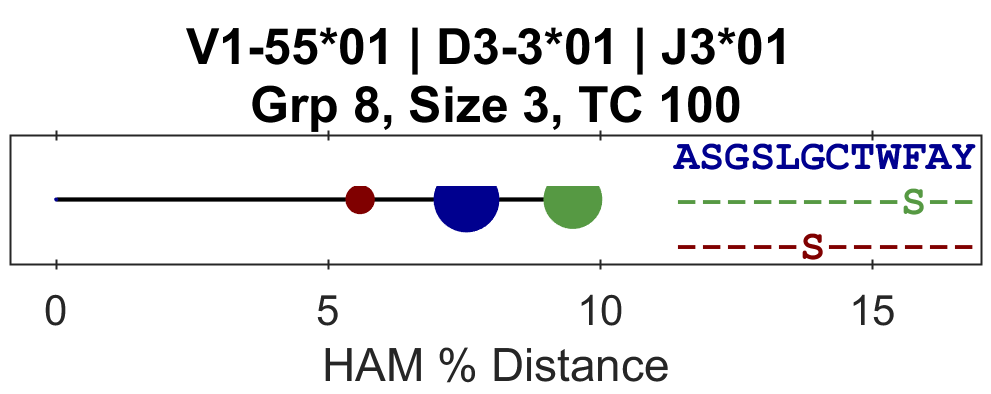 V1-55*01 | D3-3*01 | J3*01
Grp 8, Size 3, TC 100
ASGSLGCTWFAY
---------S--
-----S------
0 5 10 15
HAM % Distance